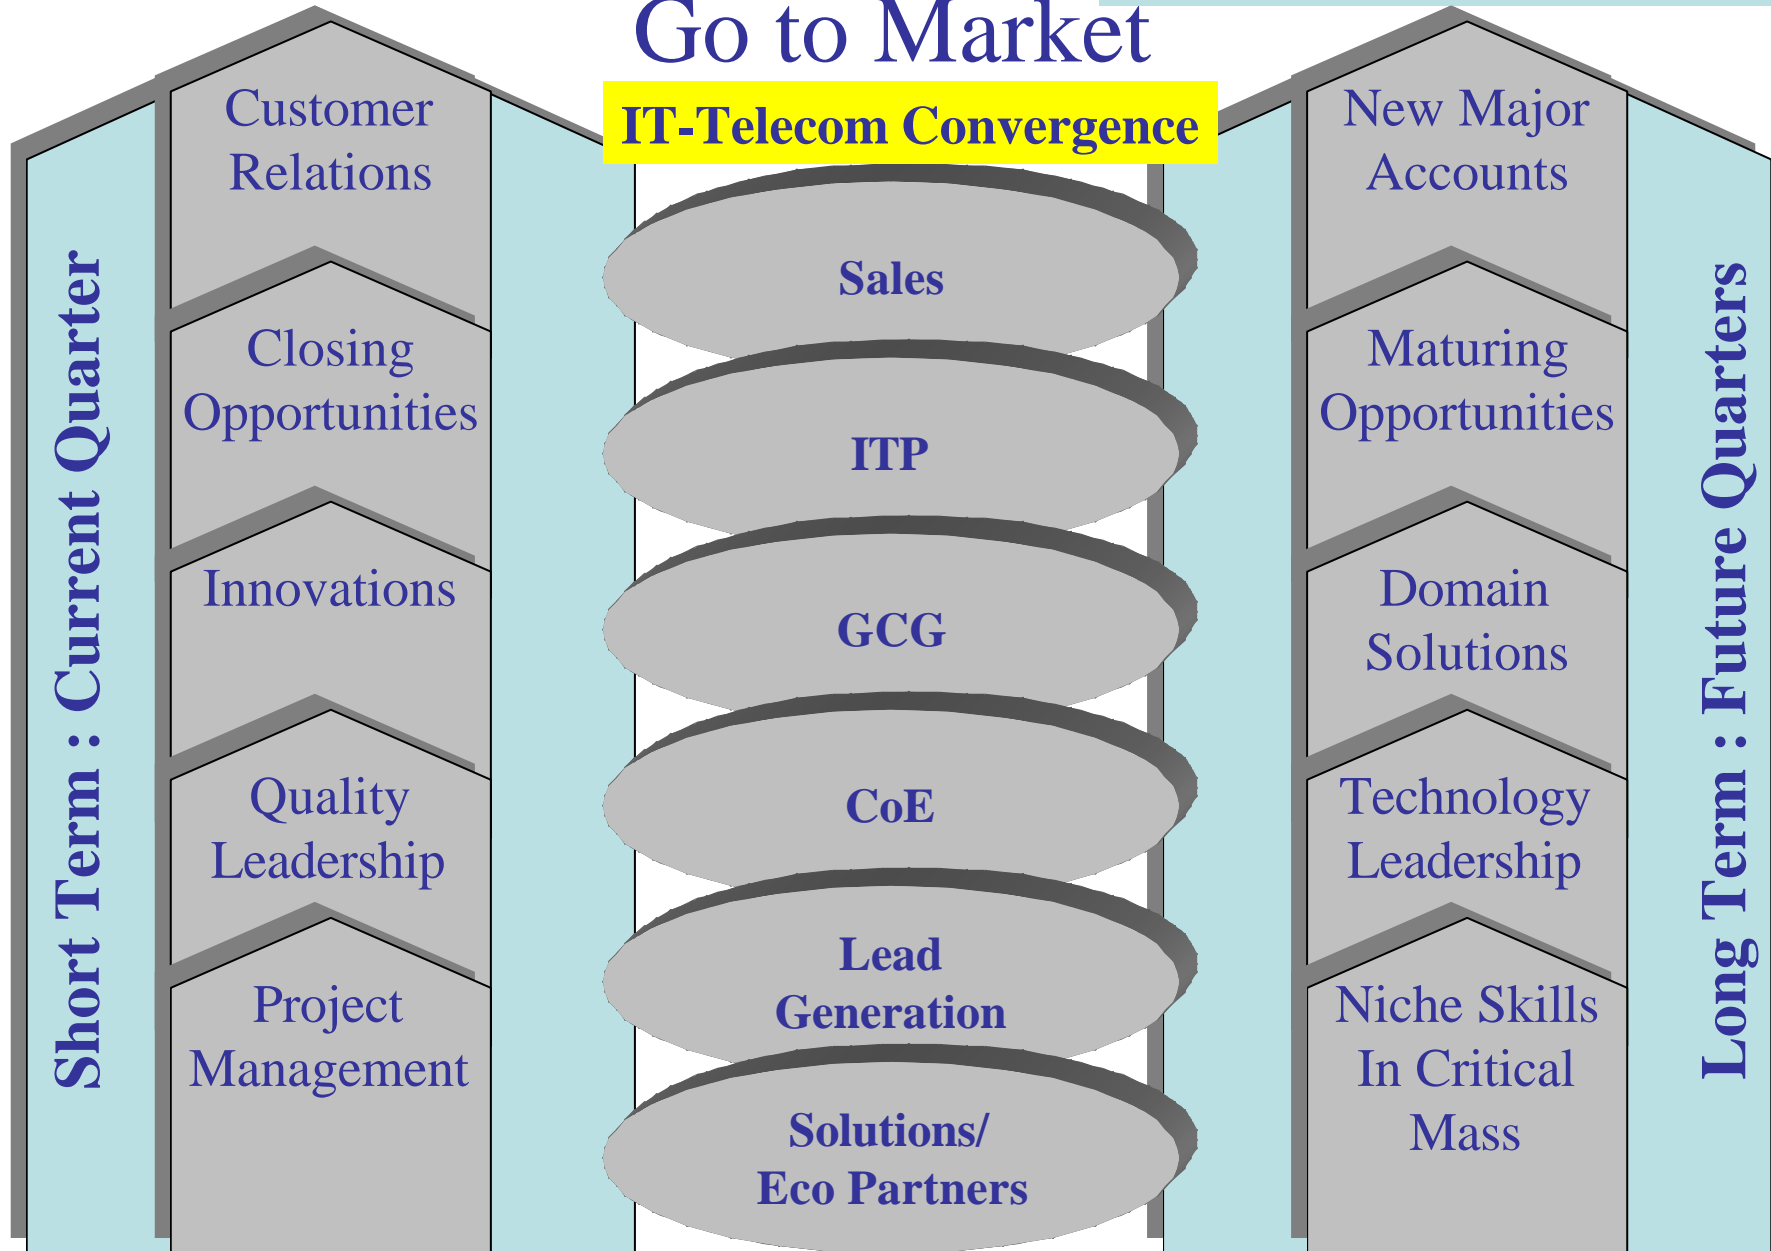 Go to Market
IT-Telecom Convergence
Short Term : Current Quarter
Customer
Relations
Closing
Opportunities
Innovations
Quality
Leadership
Project
Management
Sales
ITP
GCG
CoE
Lead
Generation
Solutions/
Eco Partners
New Major
Accounts
Maturing
Opportunities
Domain
Solutions
Technology
Leadership
Niche Skills
In Critical
Mass
Long Term : Future Quarters